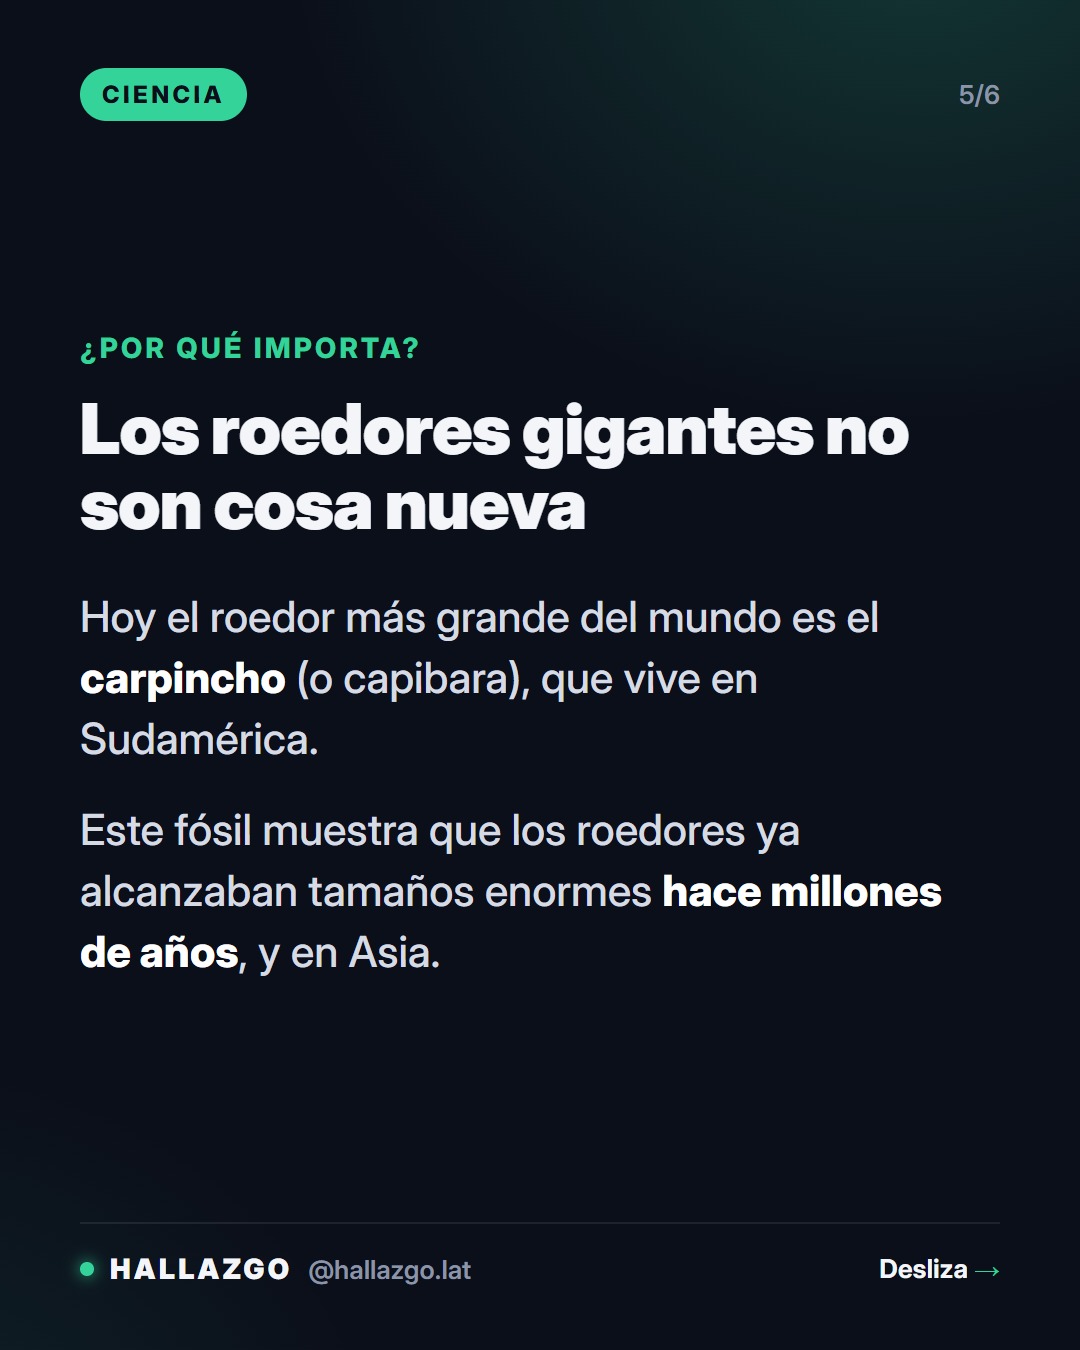 CIENCIA
5/6
¿POR QUÉ IMPORTA?
Los roedores gigantes no
son cosa nueva
Hoy el roedor más grande del mundo es el
carpincho (o capibara), que vive en
Sudamérica.
Este fósil muestra que los roedores ya
alcanzaban tamaños enormes hace millones
de años, y en Asia.
HALLAZGO @hallazgo.lat
Desliza →